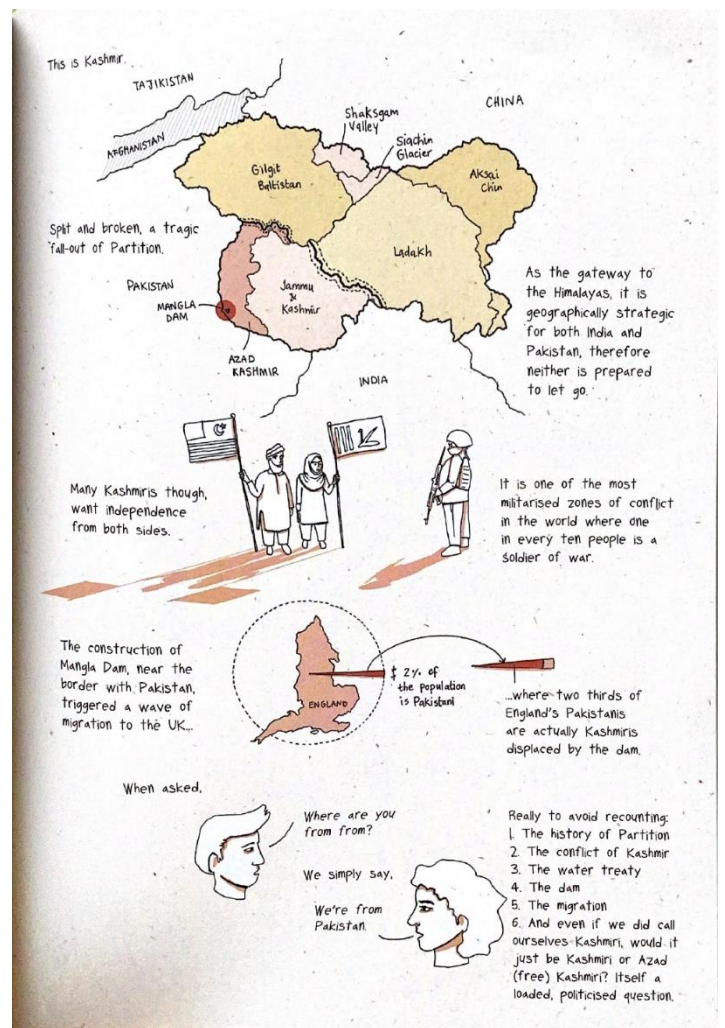 This is Kashmir.
TAJIKISTAN
AFGHANISTAN
CHINA
Shaksgam
Valley
Siachin
Glacier
Gilgit
Baltistan
Aksai
Chin
Ladakh
Split and broken, a tragic
fall-out of Partition.
PAKISTAN
MANGLA
DAM
Jammu
&
Kashmir
AZAD
KASHMIR
INDIA
As the gateway to
the Himalayas, it is
geographically strategic
for both India and
Pakistan, therefore
neither is prepared
to let go.
Many Kashmiris though,
want independence
from both sides.
It is one of the most
militarised zones of conflict
in the world where one
in every ten people is a
soldier of war.
The construction of
Mangla Dam, near the
border with Pakistan,
triggered a wave of
migration to the UK...
ENGLAND
2% of
the population
is Pakistani
...where two thirds of
England's Pakistanis
are actually Kashmiris
displaced by the dam.
When asked,
Where are you
from from?
We simply say,
We're from
Pakistan.
Really to avoid recounting:
1. The history of Partition
2. The conflict of Kashmir
3. The water treaty
4. The dam
5. The migration
6. And even if we did call
ourselves Kashmiri, would it
just be Kashmiri or Azad
(free) Kashmiri? Itself a
loaded, politicised question.